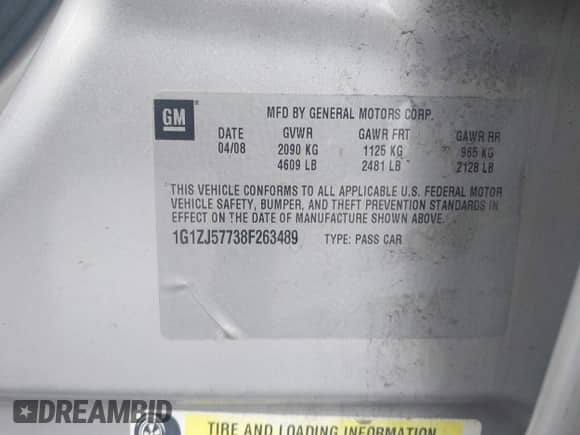 GM
MFD BY GENERAL MOTORS CORP.
DATE GVWR GAWR FRT GAWR RR
04/08 2090 KG 1125 KG 965 KG
4609 LB 2481 LB 2128 LB
THIS VEHICLE CONFORMS TO ALL APPLICABLE U.S. FEDERAL MOTOR
VEHICLE SAFETY, BUMPER, AND THEFT PREVENTION STANDARDS IN
EFFECT ON THE DATE OF MANUFACTURE SHOWN ABOVE.
1G1ZJ57738F263489 TYPE: PASS CAR
DREAMBID
TIRE AND LOADING INFORMATION